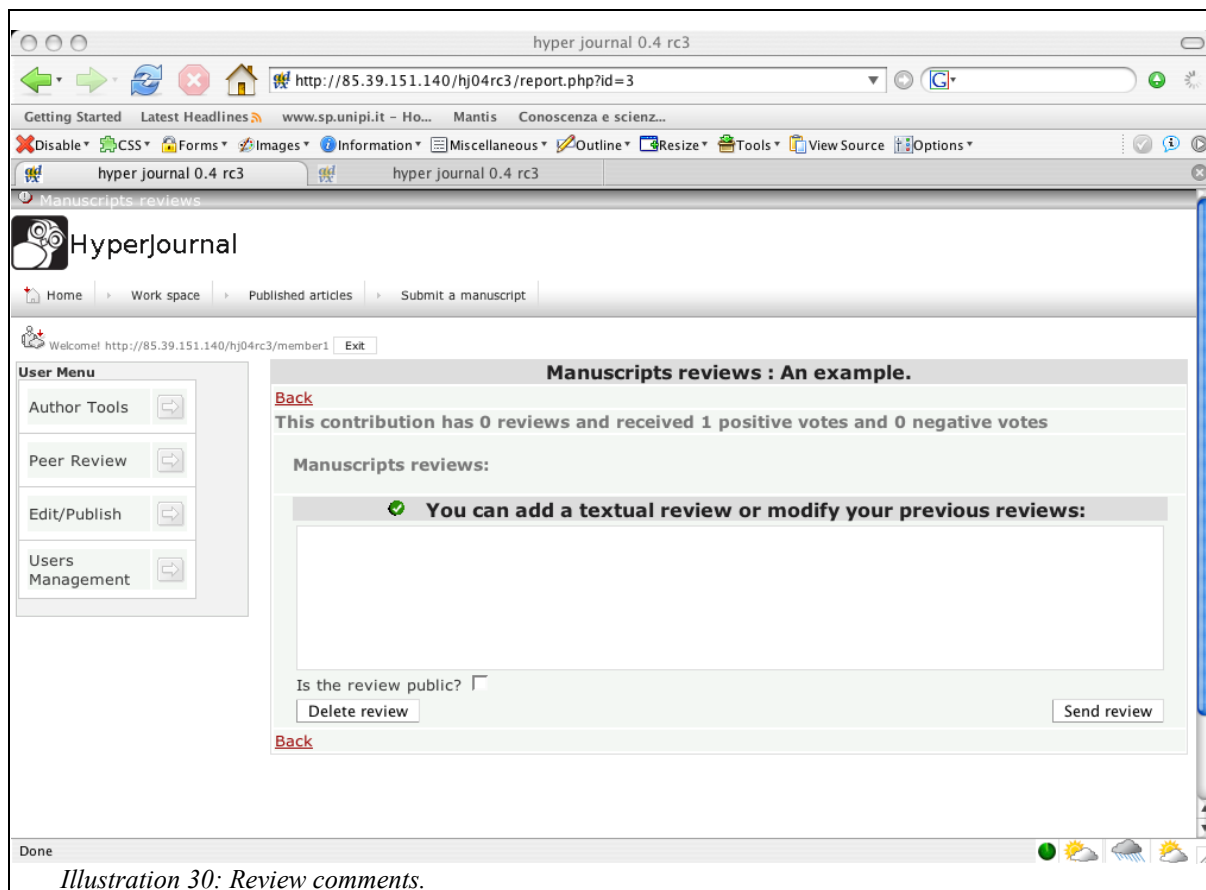 hyper journal 0.4 rc3
http://85.39.151.140/hj04rc3/report.php?id=3
G
Getting Started Latest Headlines www.sp.unipi.it - Ho... Mantis Conoscenza e scienz...
Disable CSS Forms Images Information Miscellaneous Outline Resize Tools View Source Options
hyper journal 0.4 rc3 hyper journal 0.4 rc3
Manuscripts reviews
HyperJournal
Home Work space Published articles Submit a manuscript
Welcome! http://85.39.151.140/hj04rc3/member1 Exit
User Menu
Author Tools
Peer Review
Edit/Publish
Users
Management
Manuscripts reviews : An example.
Back
This contribution has 0 reviews and received 1 positive votes and 0 negative votes
Manuscripts reviews:
You can add a textual review or modify your previous reviews:
Is the review public?
Delete review Send review
Back
Done
Illustration 30: Review comments.